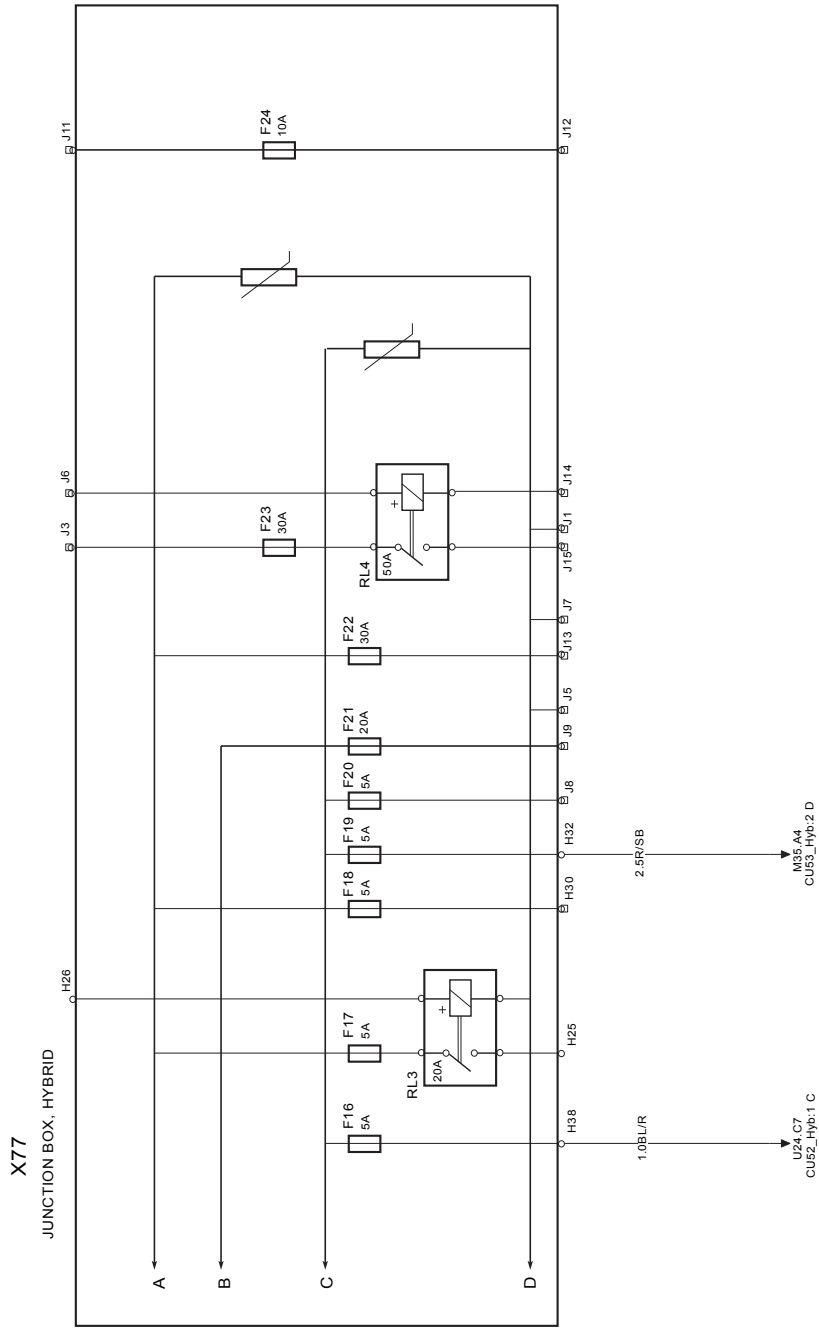 X77
JUNCTION BOX, HYBRID
A
B
C
D
H26
J3
J6
J11
F16
5A
F17
5A
RL3
20A
+
F18
5A
F19
5A
F20
5A
F21
20A
F22
30A
F23
30A
RL4
50A
+
F24
10A
H38
H25
H30
H32
J8
J9
J5
J13
J7
J15
J1
J14
J12
1.0BL/R
2.5R/SB
U24.C7
CU52_Hyb:1 C
M35.A4
CU53_Hyb:2 D